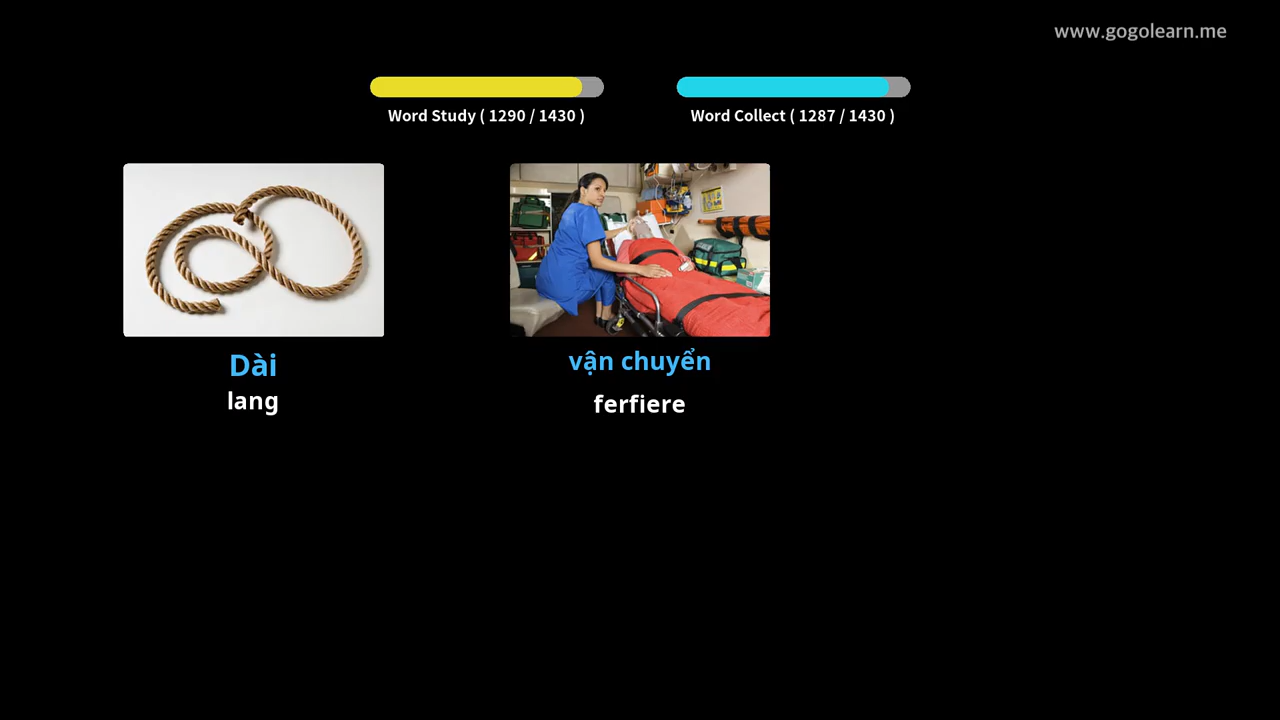 www.gogolearn.me
Word Study ( 1290 / 1430 )
Word Collect ( 1287 / 1430 )
Dài
lang
vận chuyển
ferfiere